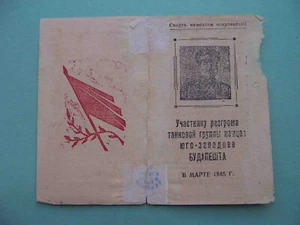 Смерть немецким оккупантам!
Участнику разгрома
танковой группы немцев
юго-западнее
БУДАПЕШТА
В МАРТЕ 1945 Г.